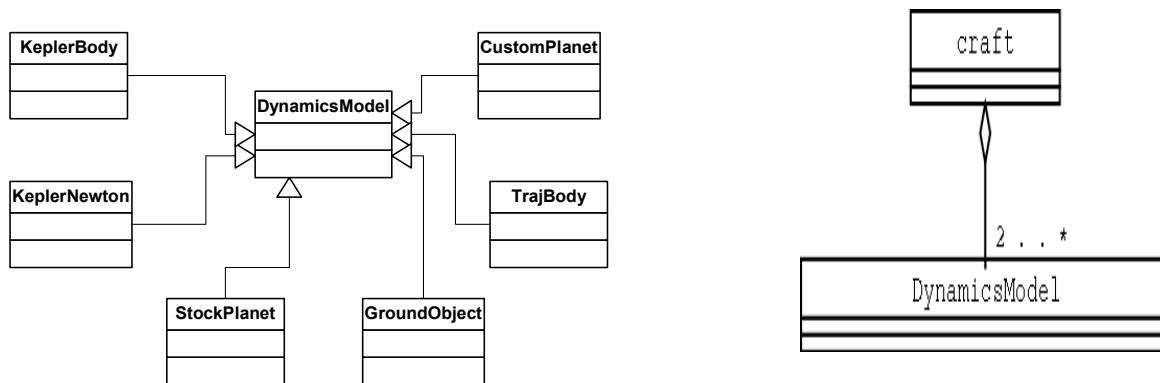 KeplerBody
CustomPlanet
DynamicsModel
KeplerNewton
TrajBody
StockPlanet
GroundObject
craft
2 . . *
DynamicsModel